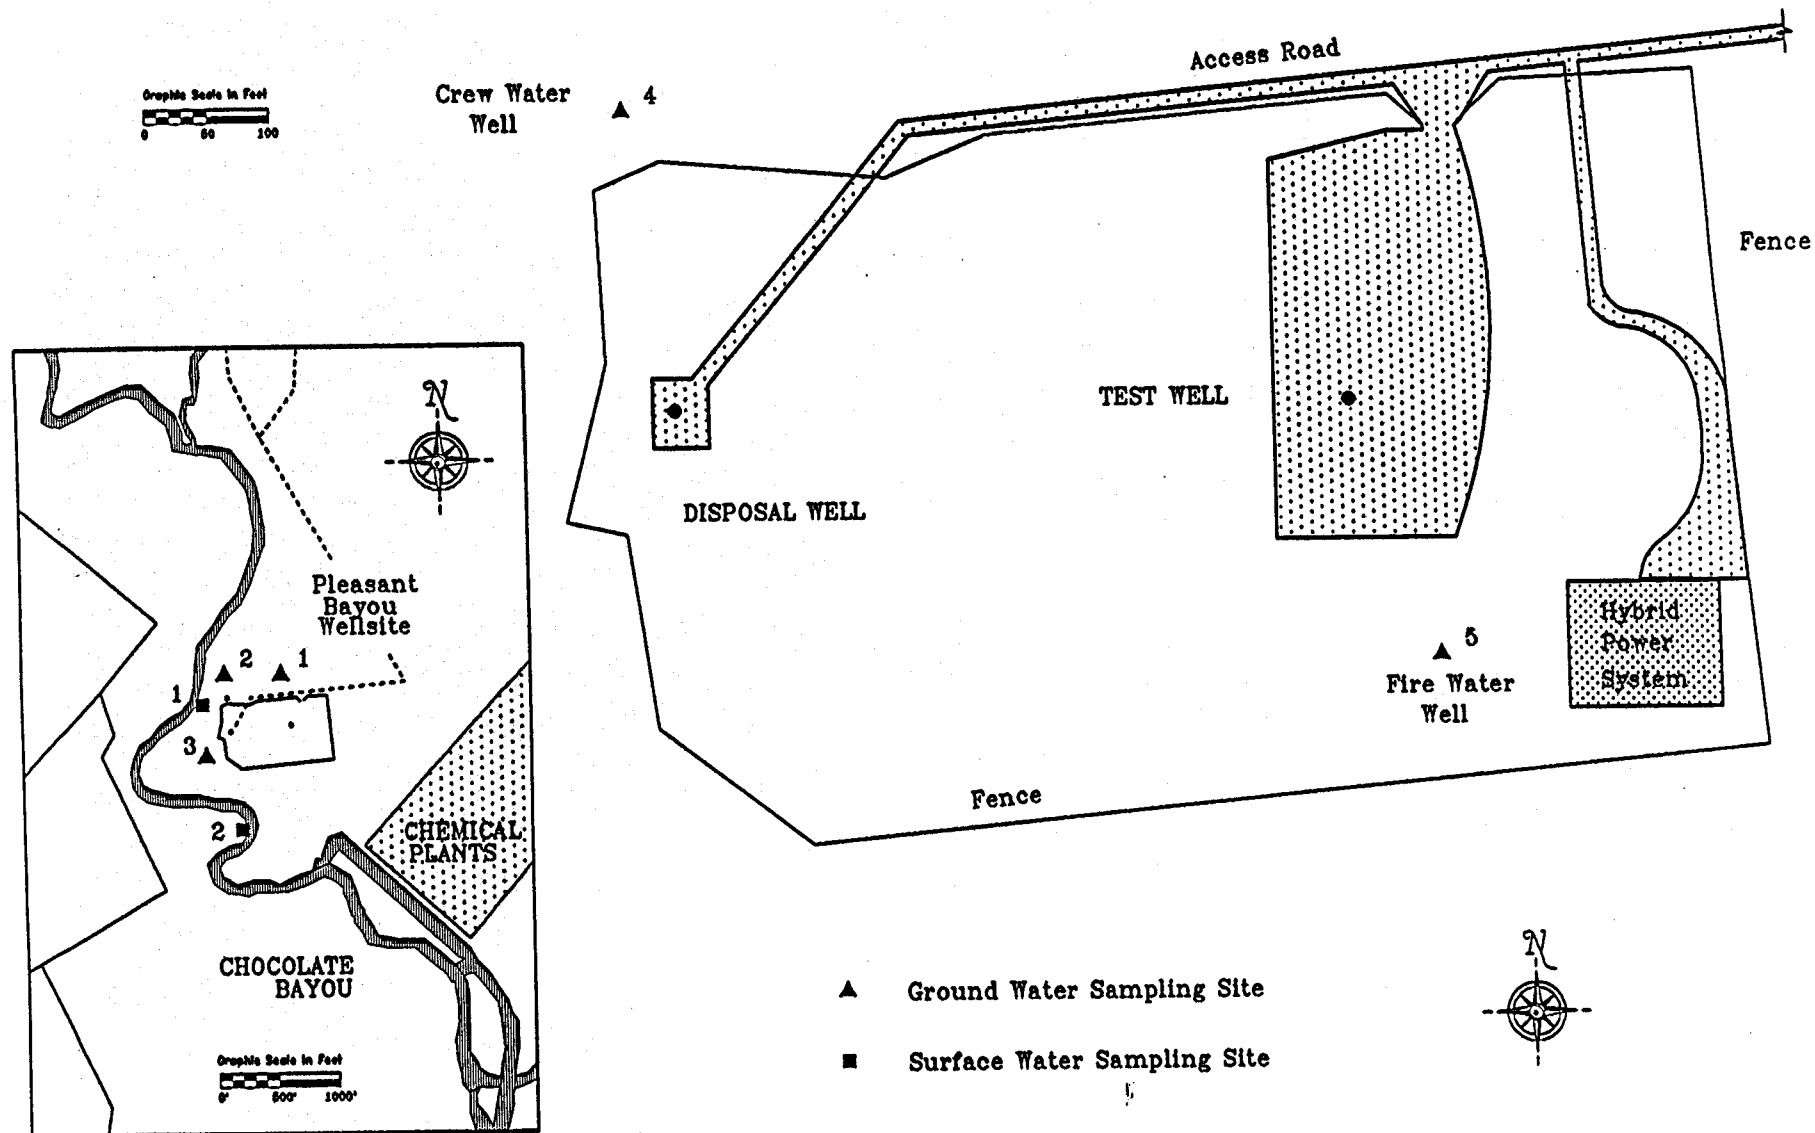 Access Road
Graphic Scale in Feet
0 50 100
Crew Water
Well
4
Fence
N
TEST WELL
DISPOSAL WELL
Pleasant
Bayou
Wellsite
2 1
1
3
2
Hybrid
Power
System
5
Fire Water
Well
Fence
CHEMICAL
PLANTS
CHOCOLATE
BAYOU
Graphic Scale in Feet
0' 500' 1000'
N
Ground Water Sampling Site
Surface Water Sampling Site